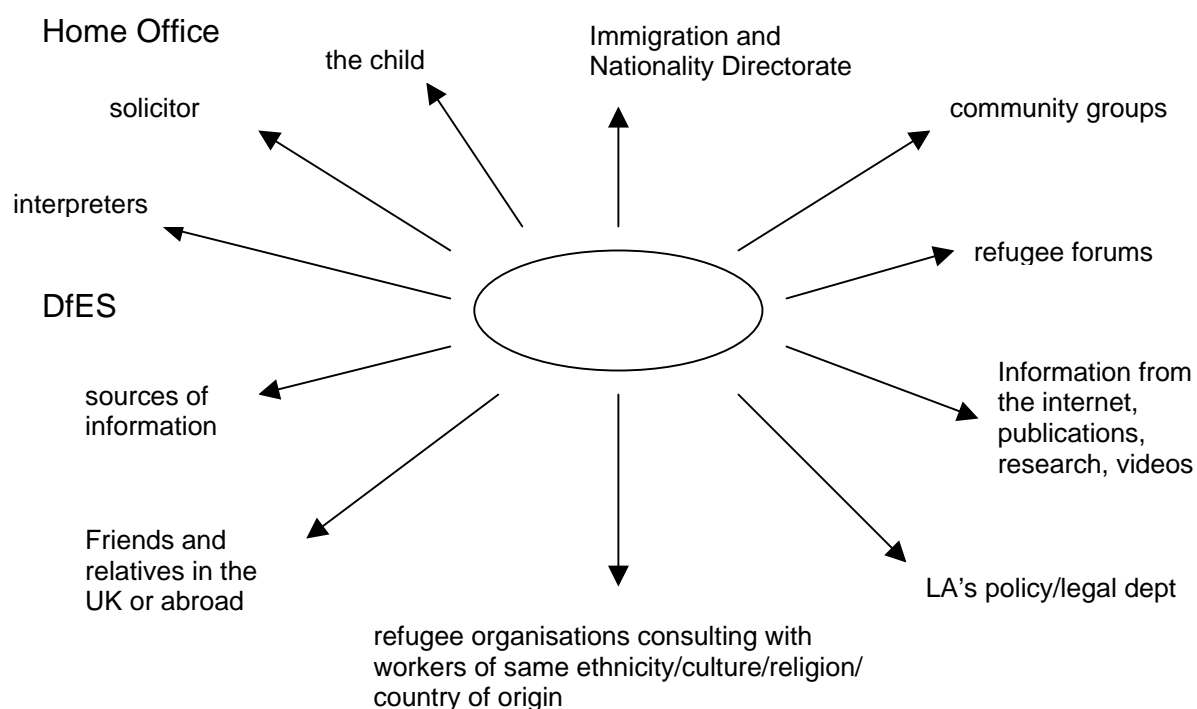 Home Office
the child
Immigration and
Nationality Directorate
solicitor
community groups
interpreters
refugee forums
DfES
sources of
information
Information from
the internet,
publications,
research, videos
Friends and
relatives in the
UK or abroad
LA's policy/legal dept
refugee organisations consulting with
workers of same ethnicity/culture/religion/
country of origin